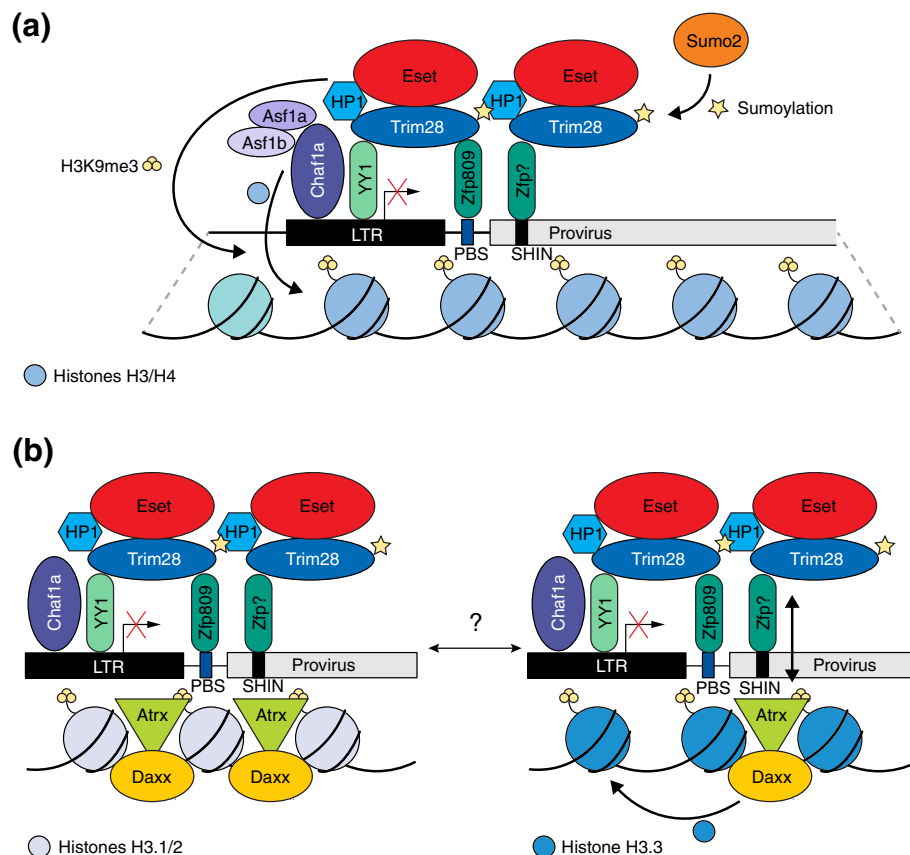 (a)
Sumo2
Eset
Eset
HP1
HP1
Sumoylation
Asf1a
Trim28
Trim28
Asf1b
H3K9me3
Chaf1a
YY1
Zfp809
Zfp?
LTR
Provirus
PBS
SHIN
Histones H3/H4
(b)
Eset
Eset
HP1
HP1
Trim28
Trim28
Chaf1a
YY1
Zfp809
Zfp?
LTR
Provirus
PBS
SHIN
Atrx
Atrx
Daxx
Daxx
Histones H3.1/2
?
Eset
Eset
HP1
HP1
Trim28
Trim28
Chaf1a
YY1
Zfp809
Zfp?
LTR
Provirus
PBS
SHIN
Atrx
Daxx
Histone H3.3